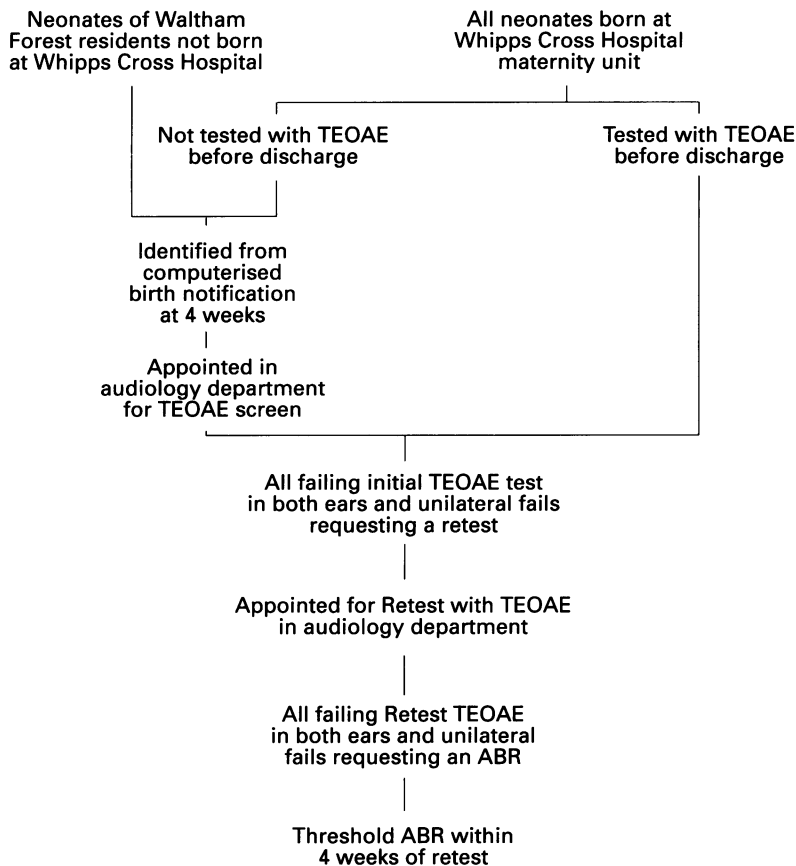 Neonates of Waltham
Forest residents not born
at Whipps Cross Hospital
All neonates born at
Whipps Cross Hospital
maternity unit
Not tested with TEOAE
before discharge
Tested with TEOAE
before discharge
Identified from
computerised
birth notification
at 4 weeks
Appointed in
audiology department
for TEOAE screen
All failing initial TEOAE test
in both ears and unilateral fails
requesting a retest
Appointed for Retest with TEOAE
in audiology department
All failing Retest TEOAE
in both ears and unilateral
fails requesting an ABR
Threshold ABR within
4 weeks of retest